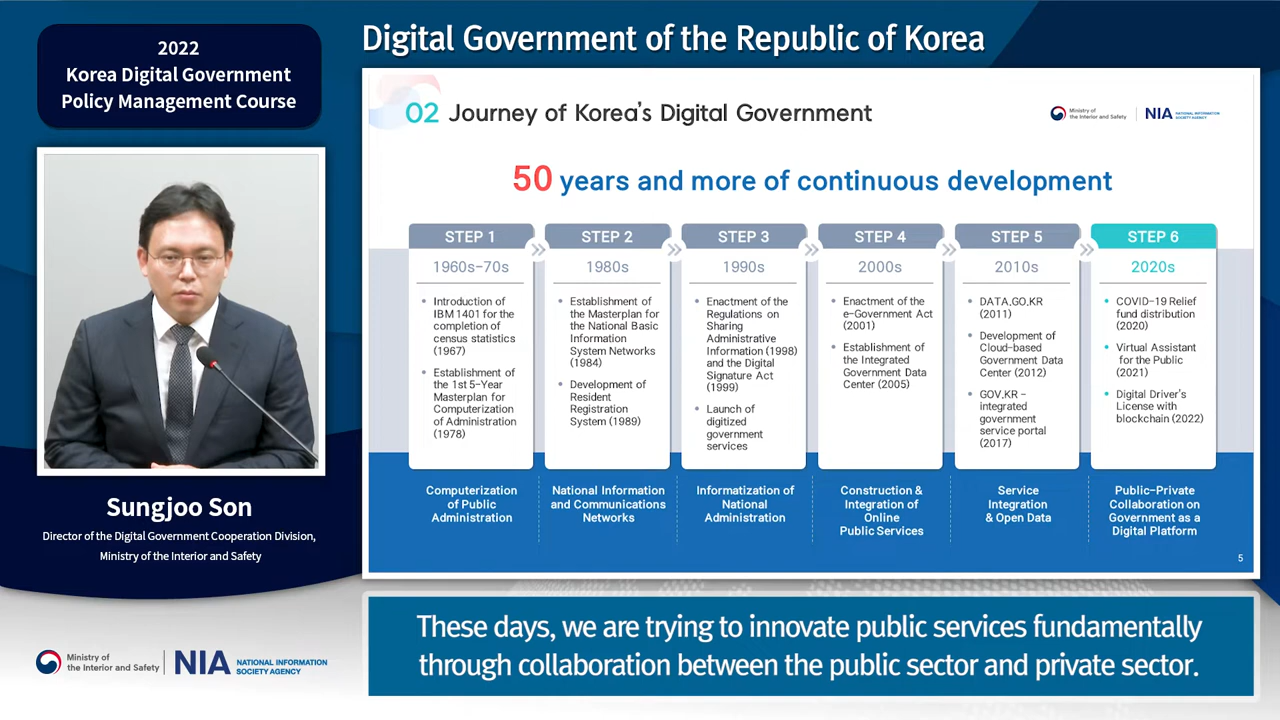 2022
Korea Digital Government
Policy Management Course
Sungjoo Son
Director of the Digital Government Cooperation Division,
Ministry of the Interior and Safety
Ministry of
the Interior and Safety
NIA NATIONAL INFORMATION
SOCIETY AGENCY
Digital Government of the Republic of Korea
02 Journey of Korea's Digital Government
Ministry of
the Interior and Safety
NIA NATIONAL INFORMATION
SOCIETY AGENCY
50 years and more of continuous development
STEP 1
1960s-70s
• Introduction of
IBM 1401 for the
completion of
census statistics
(1967)
• Establishment of
the 1st 5-Year
Masterplan for
Computerization
of Administration
(1978)
Computerization
of Public
Administration
STEP 2
1980s
• Establishment of
the Masterplan for
the National Basic
Information
System Networks
(1984)
• Development of
Resident
Registration
System (1989)
National Information
and Communications
Networks
STEP 3
1990s
• Enactment of the
Regulations on
Sharing
Administrative
Information (1998)
and the Digital
Signature Act
(1999)
• Launch of
digitized
government
services
Informatization of
National
Administration
STEP 4
2000s
• Enactment of the
e-Government Act
(2001)
• Establishment of
the Integrated
Government Data
Center (2005)
Construction &
Integration of
Online
Public Services
STEP 5
2010s
• DATA.GO.KR
(2011)
• Development of
Cloud-based
Government Data
Center (2012)
• GOV.KR -
integrated
government
service portal
(2017)
Service
Integration
& Open Data
STEP 6
2020s
• COVID-19 Relief
fund distribution
(2020)
• Virtual Assistant
for the Public
(2021)
• Digital Driver's
License with
blockchain (2022)
Public-Private
Collaboration on
Government as a
Digital Platform
5
These days, we are trying to innovate public services fundamentally
through collaboration between the public sector and private sector.